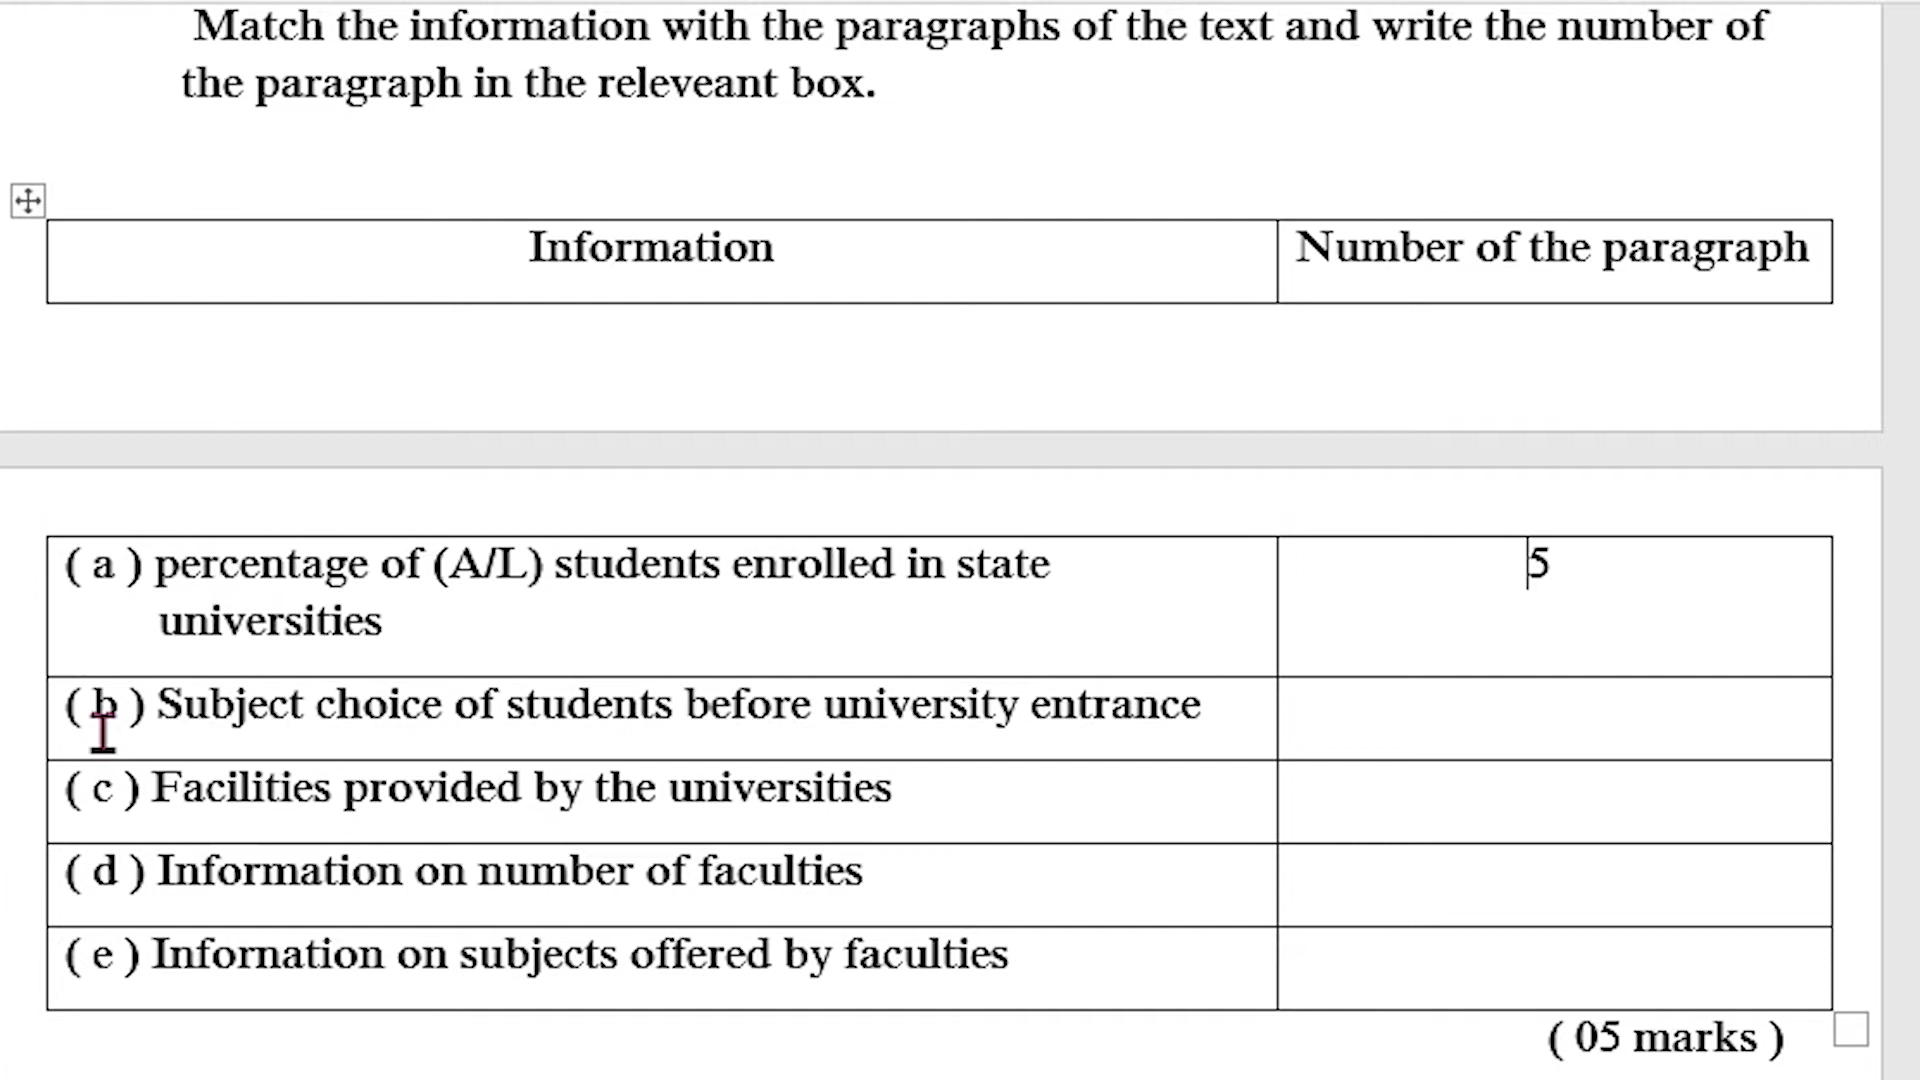 Match the information with the paragraphs of the text and write the number of
the paragraph in the releveant box.
Information
Number of the paragraph
( a ) percentage of (A/L) students enrolled in state
universities
5
( b ) Subject choice of students before university entrance
( c ) Facilities provided by the universities
( d ) Information on number of faculties
( e ) Infornation on subjects offered by faculties
( 05 marks )